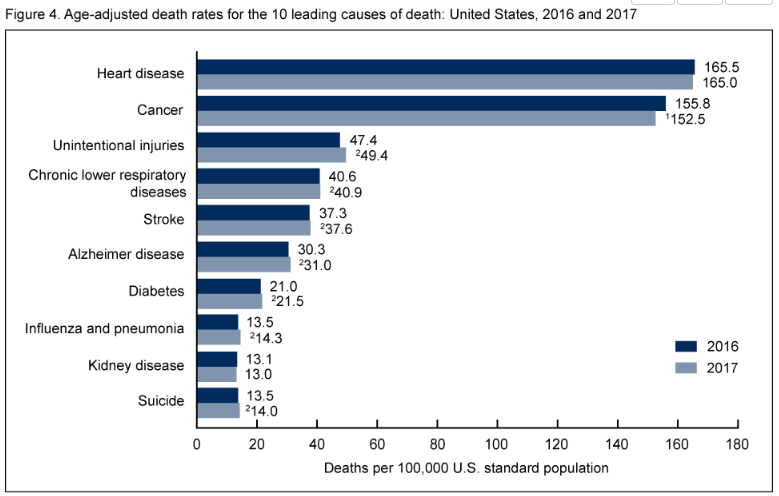 Figure 4. Age-adjusted death rates for the 10 leading causes of death: United States, 2016 and 2017
Heart disease
165.5
165.0
Cancer
155.8
¹152.5
Unintentional injuries
47.4
²49.4
Chronic lower respiratory
diseases
40.6
²40.9
Stroke
37.3
²37.6
Alzheimer disease
30.3
²31.0
Diabetes
21.0
²21.5
Influenza and pneumonia
13.5
²14.3
Kidney disease
13.1
13.0
Suicide
13.5
²14.0
2016
2017
0 20 40 60 80 100 120 140 160 180
Deaths per 100,000 U.S. standard population